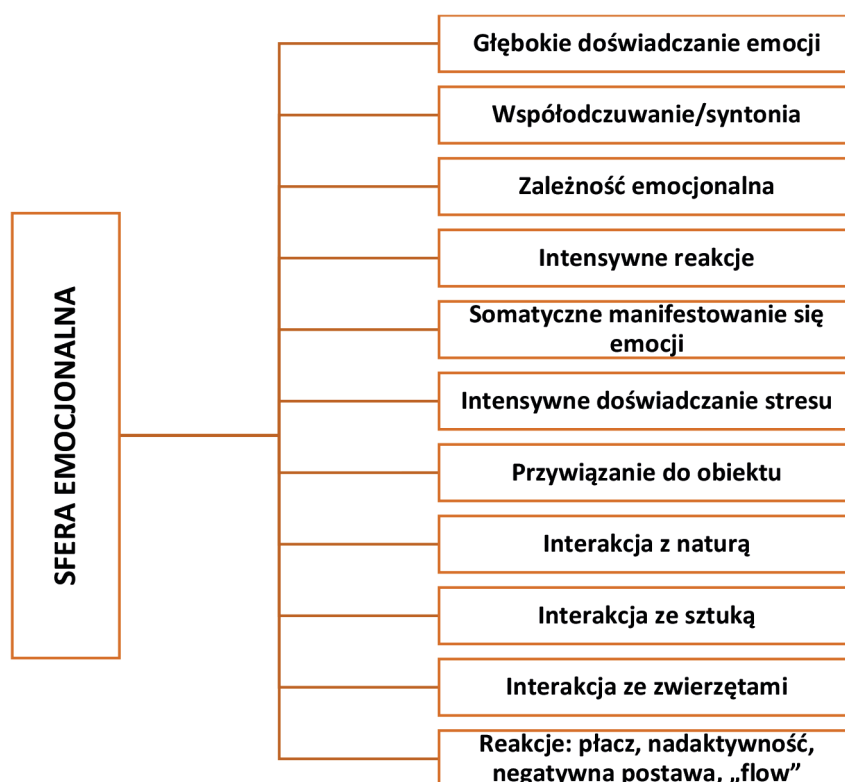 SFERA EMOCJONALNA
Głębokie doświadczanie emocji
Współodczuwanie/syntonia
Zależność emocjonalna
Intensywne reakcje
Somatyczne manifestowanie się
emocji
Intensywne doświadczanie stresu
Przywiązanie do obiektu
Interakcja z naturą
Interakcja ze sztuką
Interakcja ze zwierzętami
Reakcje: płacz, nadaktywność,
negatywna postawa, „flow”